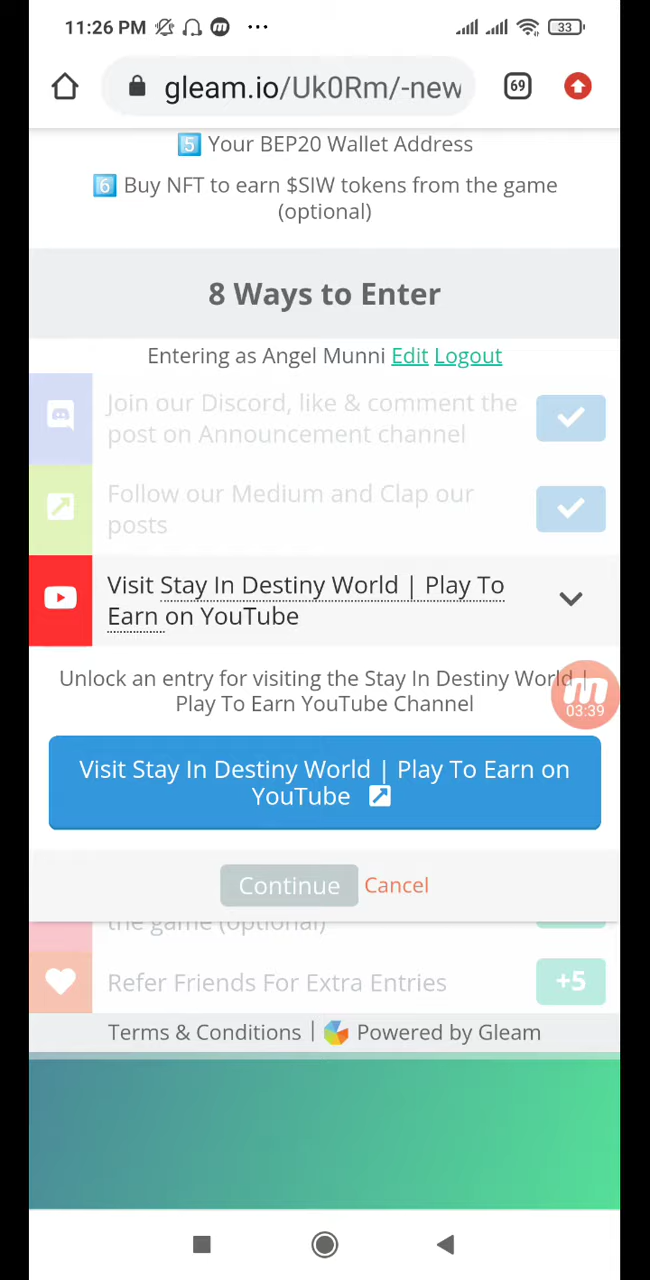 11:26 PM
33
gleam.io/Uk0Rm/-new
69
5 Your BEP20 Wallet Address
6 Buy NFT to earn $SIW tokens from the game
(optional)
8 Ways to Enter
Entering as Angel Munni Edit Logout
Join our Discord, like & comment the
post on Announcement channel
Follow our Medium and Clap our
posts
Visit Stay In Destiny World | Play To
Earn on YouTube
Unlock an entry for visiting the Stay In Destiny World |
Play To Earn YouTube Channel
03:39
Visit Stay In Destiny World | Play To Earn on
YouTube
Continue Cancel
the game (optional)
Refer Friends For Extra Entries
+5
Terms & Conditions | Powered by Gleam